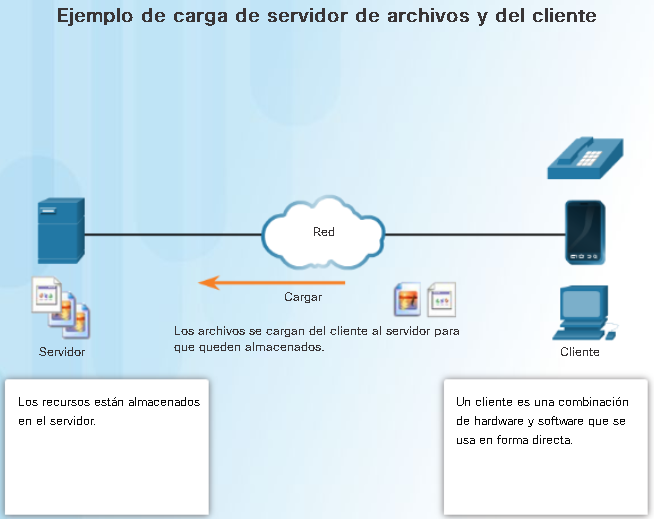 Ejemplo de carga de servidor de archivos y del cliente
Red
Cargar
Los archivos se cargan del cliente al servidor para
que queden almacenados.
Servidor
Cliente
Los recursos están almacenados
en el servidor.
Un cliente es una combinación
de hardware y software que se
usa en forma directa.